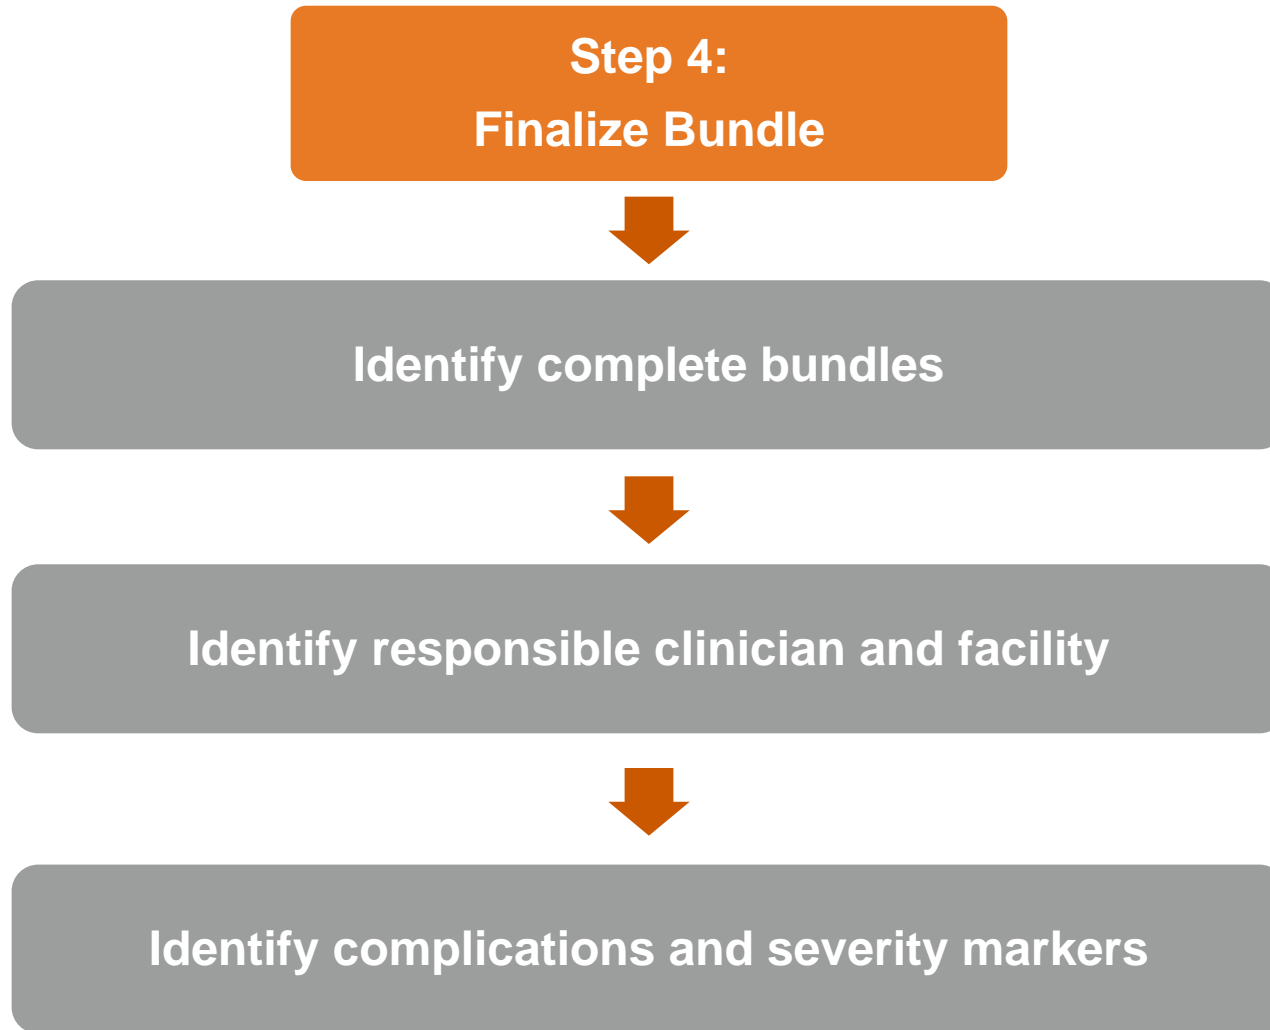 Step 4:
Finalize Bundle
Identify complete bundles
Identify responsible clinician and facility
Identify complications and severity markers